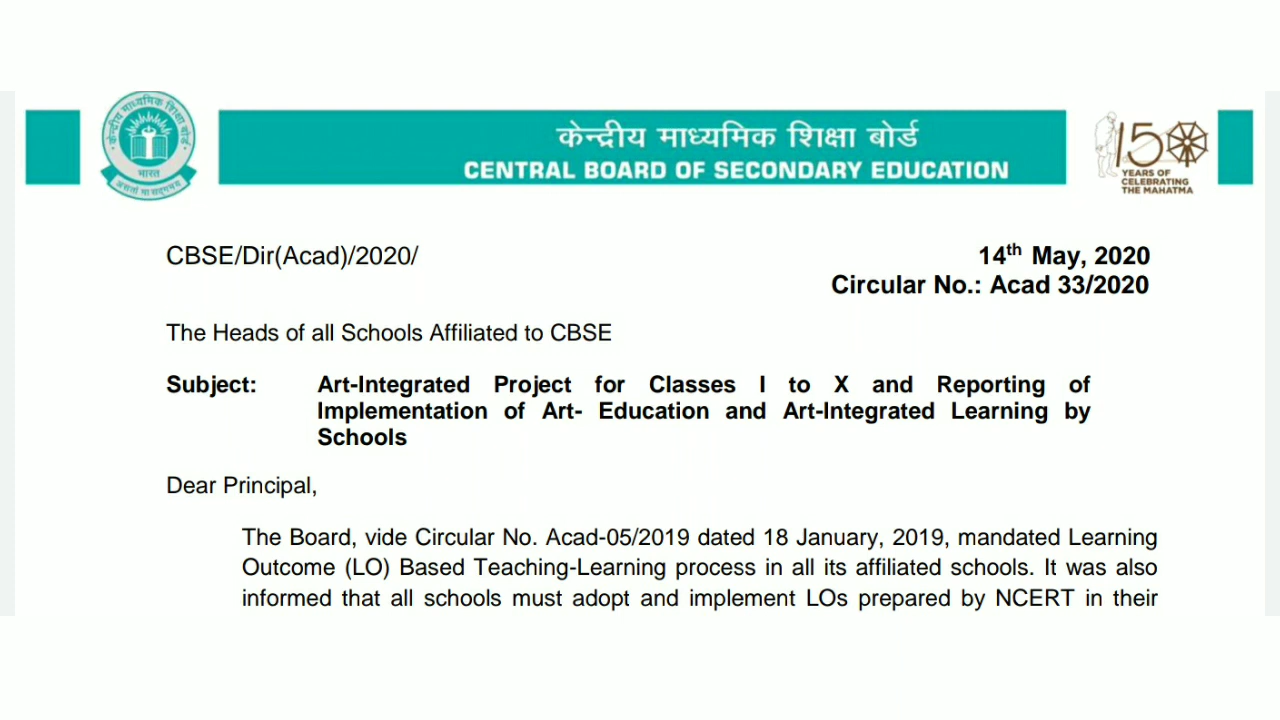 केन्द्रीय माध्यमिक शिक्षा बोर्ड
CENTRAL BOARD OF SECONDARY EDUCATION
केन्द्रीय माध्यमिक शिक्षा बोर्ड
भारत
असतो मा सद्गमय
150
YEARS OF
CELEBRATING
THE MAHATMA
CBSE/Dir(Acad)/2020/
14th May, 2020
Circular No.: Acad 33/2020
The Heads of all Schools Affiliated to CBSE
Subject: Art-Integrated Project for Classes I to X and Reporting of
Implementation of Art- Education and Art-Integrated Learning by
Schools
Dear Principal,
The Board, vide Circular No. Acad-05/2019 dated 18 January, 2019, mandated Learning
Outcome (LO) Based Teaching-Learning process in all its affiliated schools. It was also
informed that all schools must adopt and implement LOs prepared by NCERT in their